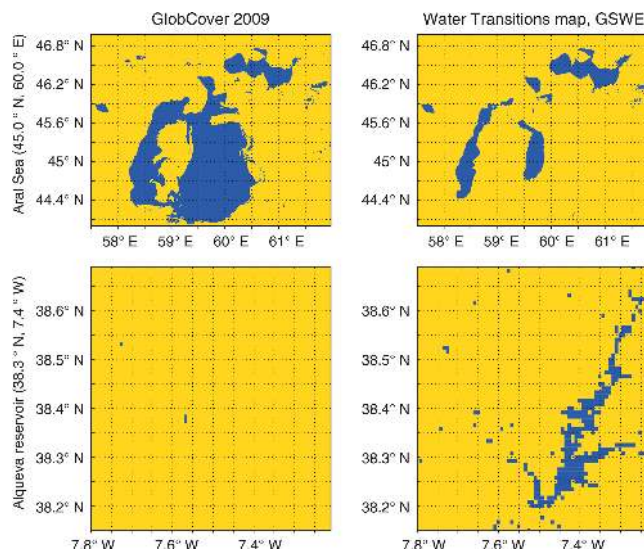 GlobCover 2009
Water Transitions map, GSWE
Aral Sea (45.0 ° N, 60.0 ° E)
46.8° N
46.2° N
45.6° N
45° N
44.4° N
58° E 59° E 60° E 61° E
46.8° N
46.2° N
45.6° N
45° N
44.4° N
58° E 59° E 60° E 61° E
Alqueva reservoir (38.3 ° N, 7.4 ° W)
38.6° N
38.5° N
38.4° N
38.3° N
38.2° N
7.8° W 7.6° W 7.4° W
38.6° N
38.5° N
38.4° N
38.3° N
38.2° N
7.8° W 7.6° W 7.4° W